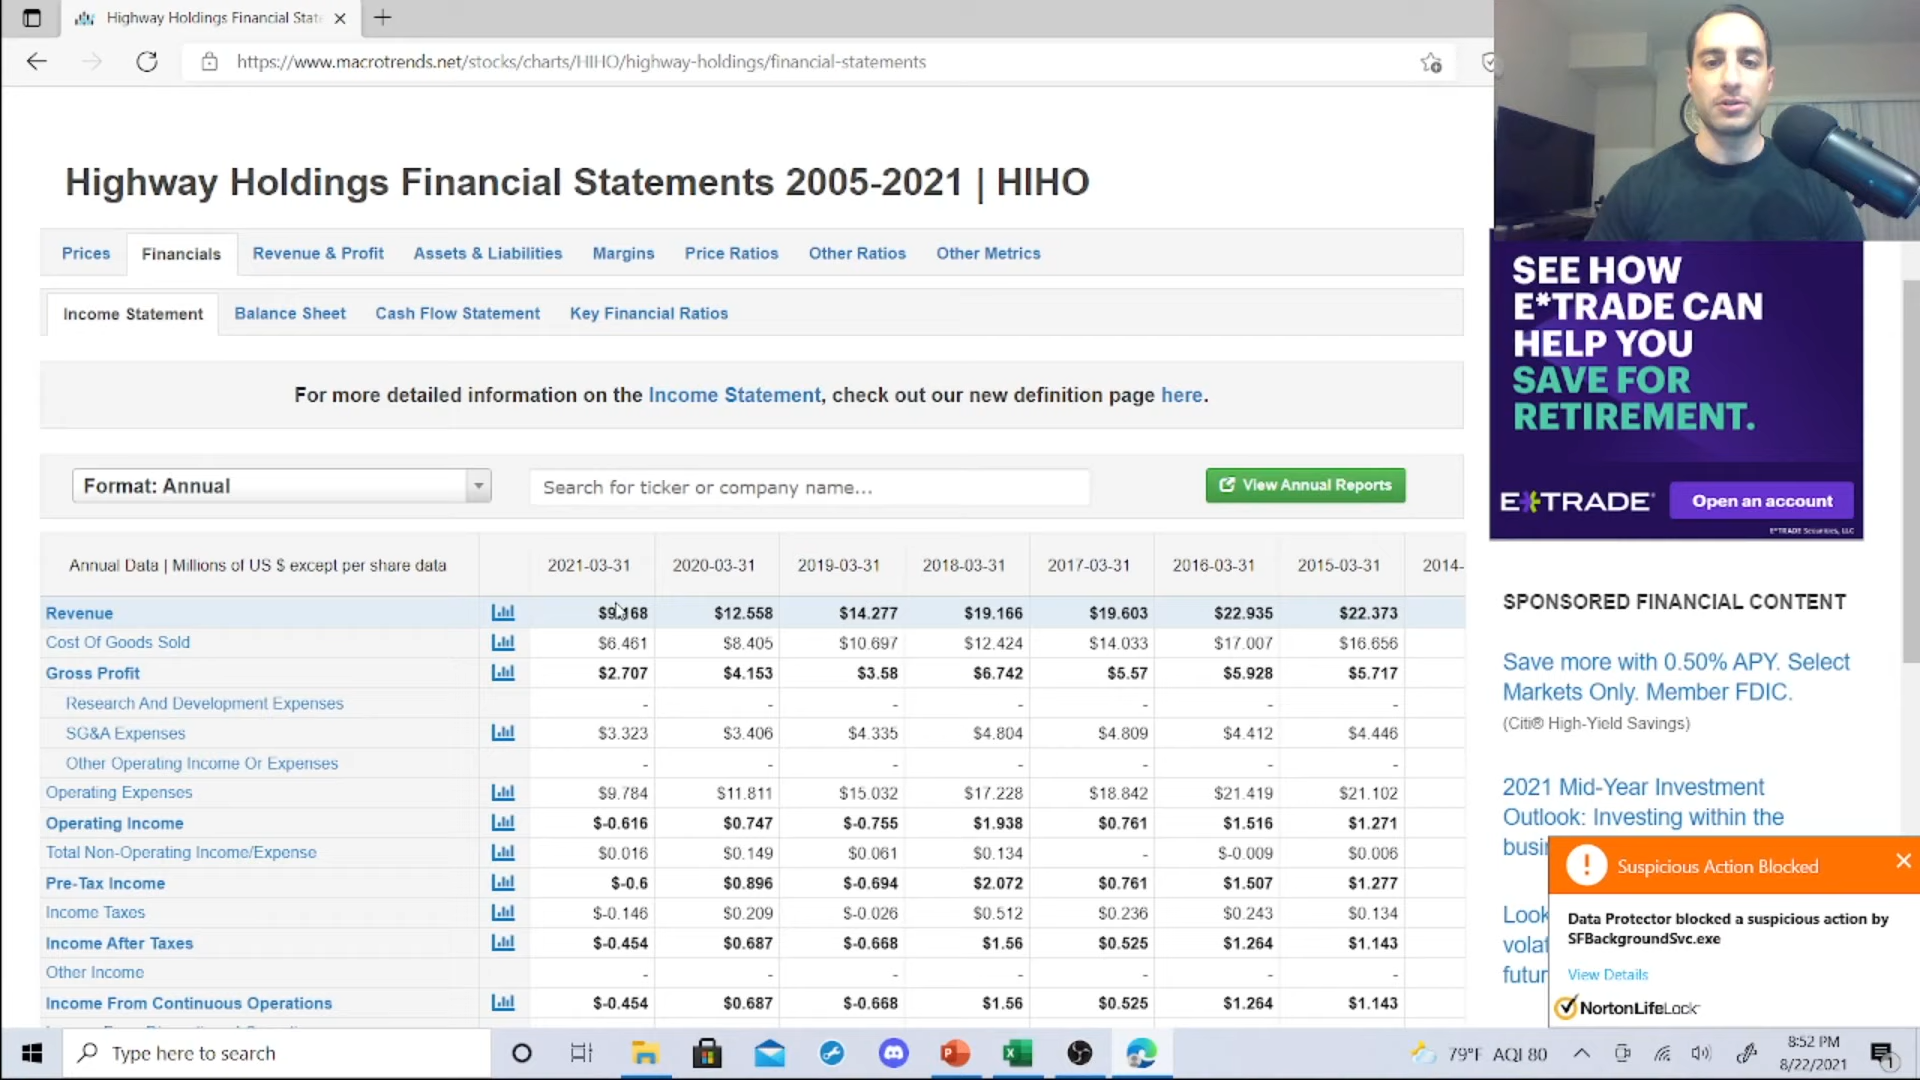 Highway Holdings Financial State
https://www.macrotrends.net/stocks/charts/HIHO/highway-holdings/financial-statements
Highway Holdings Financial Statements 2005-2021 | HIHO
Prices Financials Revenue & Profit Assets & Liabilities Margins Price Ratios Other Ratios Other Metrics
Income Statement Balance Sheet Cash Flow Statement Key Financial Ratios
For more detailed information on the Income Statement, check out our new definition page here.
Format: Annual Search for ticker or company name... View Annual Reports
Annual Data | Millions of US $ except per share data 2021-03-31 2020-03-31 2019-03-31 2018-03-31 2017-03-31 2016-03-31 2015-03-31 2014-
Revenue $9.168 $12.558 $14.277 $19.166 $19.603 $22.935 $22.373
Cost Of Goods Sold $6.461 $8.405 $10.697 $12.424 $14.033 $17.007 $16.656
Gross Profit $2.707 $4.153 $3.58 $6.742 $5.57 $5.928 $5.717
Research And Development Expenses - - - - - - -
SG&A Expenses $3.323 $3.406 $4.335 $4.804 $4.809 $4.412 $4.446
Other Operating Income Or Expenses - - - - - - -
Operating Expenses $9.784 $11.811 $15.032 $17.228 $18.842 $21.419 $21.102
Operating Income $-0.616 $0.747 $-0.755 $1.938 $0.761 $1.516 $1.271
Total Non-Operating Income/Expense $0.016 $0.149 $0.061 $0.134 - $-0.009 $0.006
Pre-Tax Income $-0.6 $0.896 $-0.694 $2.072 $0.761 $1.507 $1.277
Income Taxes $-0.146 $0.209 $-0.026 $0.512 $0.236 $0.243 $0.134
Income After Taxes $-0.454 $0.687 $-0.668 $1.56 $0.525 $1.264 $1.143
Other Income - - - - - - -
Income From Continuous Operations $-0.454 $0.687 $-0.668 $1.56 $0.525 $1.264 $1.143
SEE HOW
E*TRADE CAN
HELP YOU
SAVE FOR
RETIREMENT.
E*TRADE Open an account
E*TRADE Securities, LLC
SPONSORED FINANCIAL CONTENT
Save more with 0.50% APY. Select
Markets Only. Member FDIC.
(Citi® High-Yield Savings)
2021 Mid-Year Investment
Outlook: Investing within the
busi
Look
volat
futur
Suspicious Action Blocked
Data Protector blocked a suspicious action by
SFBackgroundSvc.exe
View Details
NortonLifeLock
Type here to search
79°F AQI 80
8:52 PM
8/22/2021
1